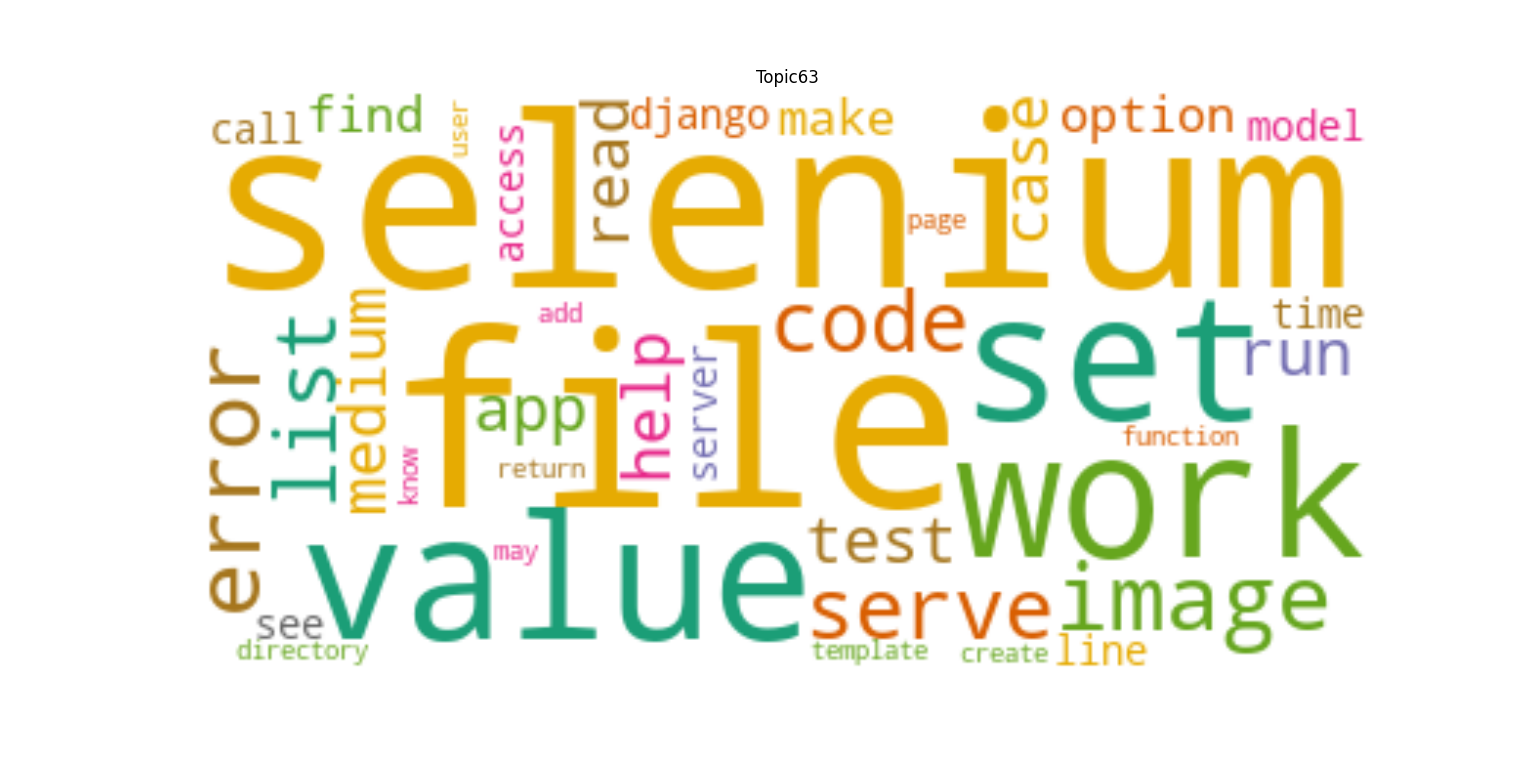 Topic63
call
find
user
access
read
django
make
case
option
model
selenium
page
error
list
medium
know
add
file
app
return
help
server
code
set
time
run
function
work
value
may
test
serve
image
see
directory
template
create
line